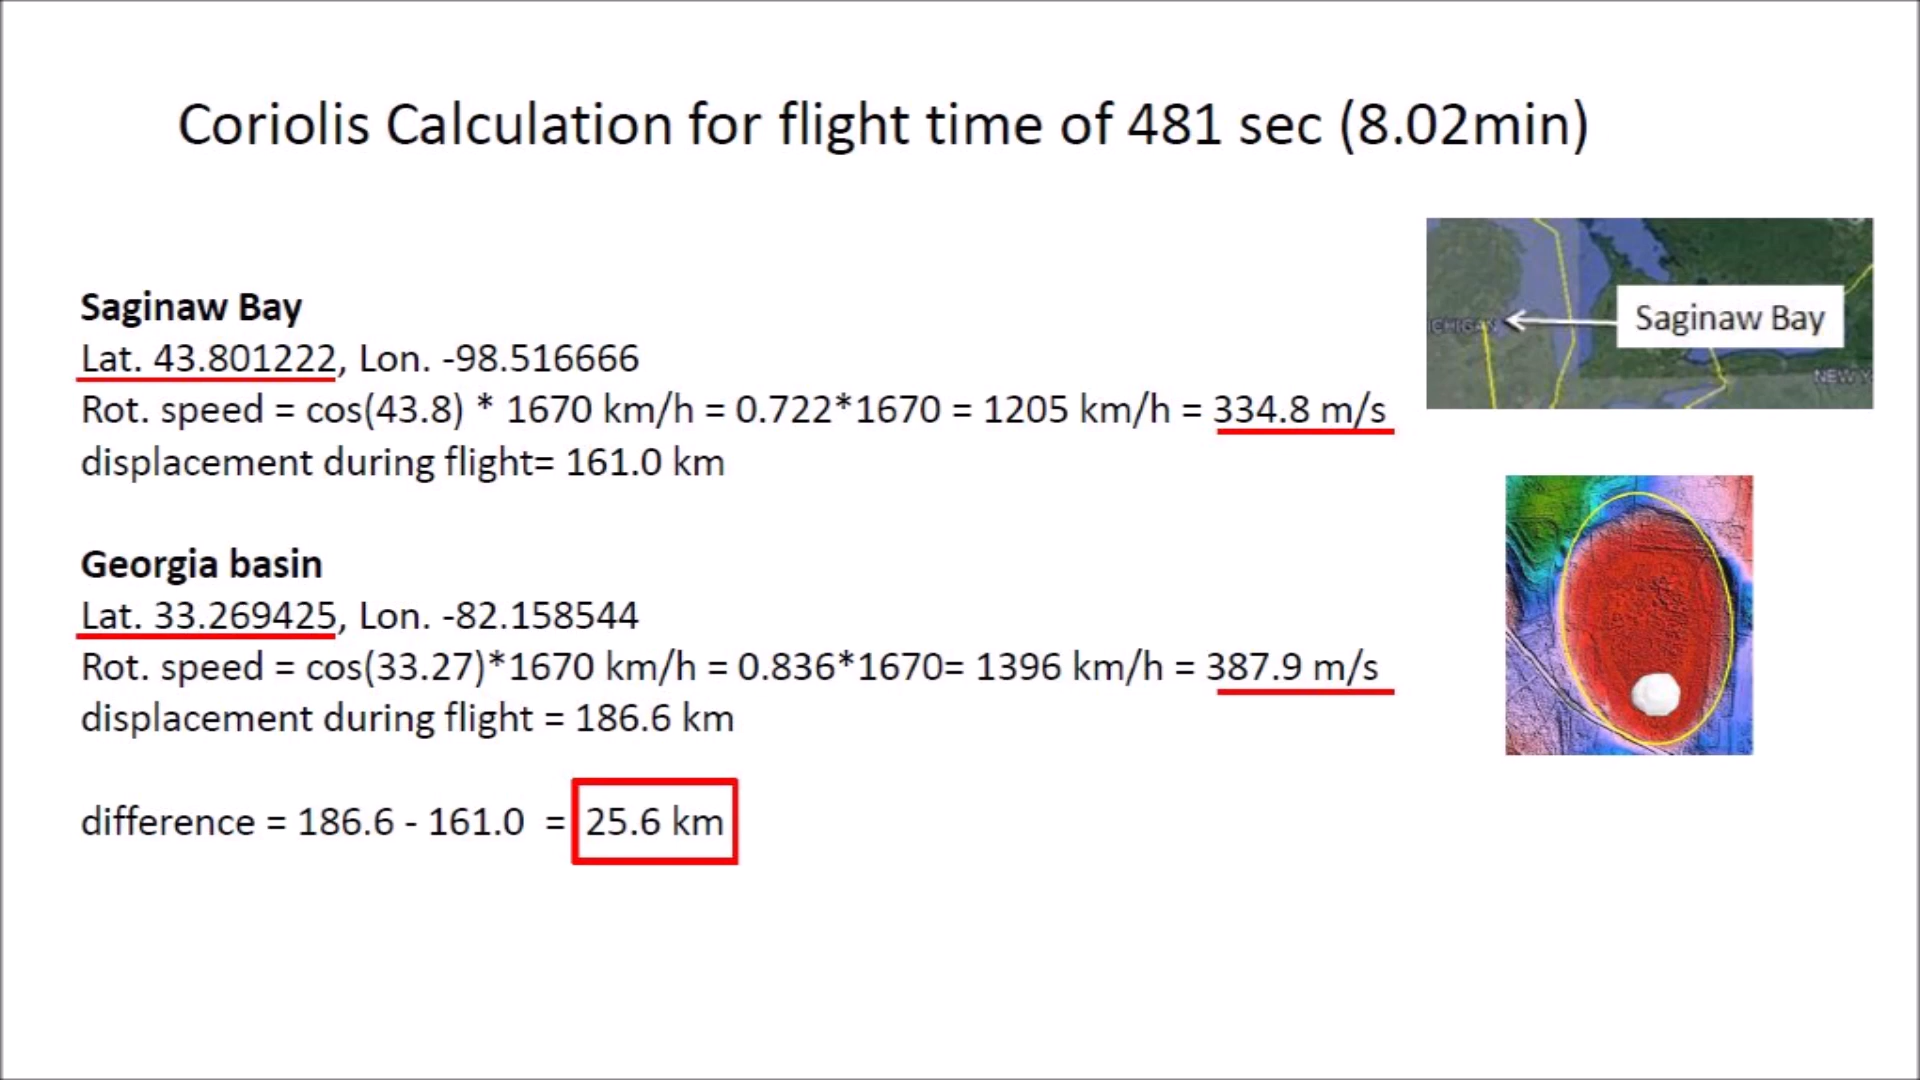 Coriolis Calculation for flight time of 481 sec (8.02min)
Saginaw Bay
Lat. 43.801222, Lon. -98.516666
Rot. speed = cos(43.8) * 1670 km/h = 0.722*1670 = 1205 km/h = 334.8 m/s
displacement during flight= 161.0 km
Georgia basin
Lat. 33.269425, Lon. -82.158544
Rot. speed = cos(33.27)*1670 km/h = 0.836*1670= 1396 km/h = 387.9 m/s
displacement during flight = 186.6 km
difference = 186.6 - 161.0 = 25.6 km
Saginaw Bay
ICHIGAN
NEW Y